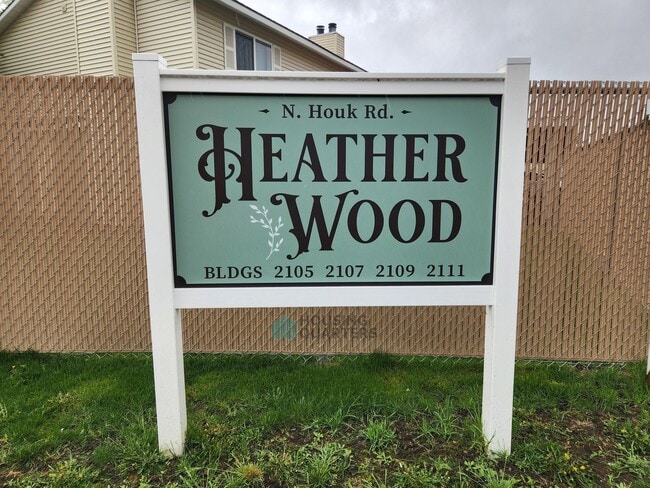 N. Houk Rd.
HEATHER
WOOD
BLDGS 2105 2107 2109 2111
HOUSING
QUARTERS